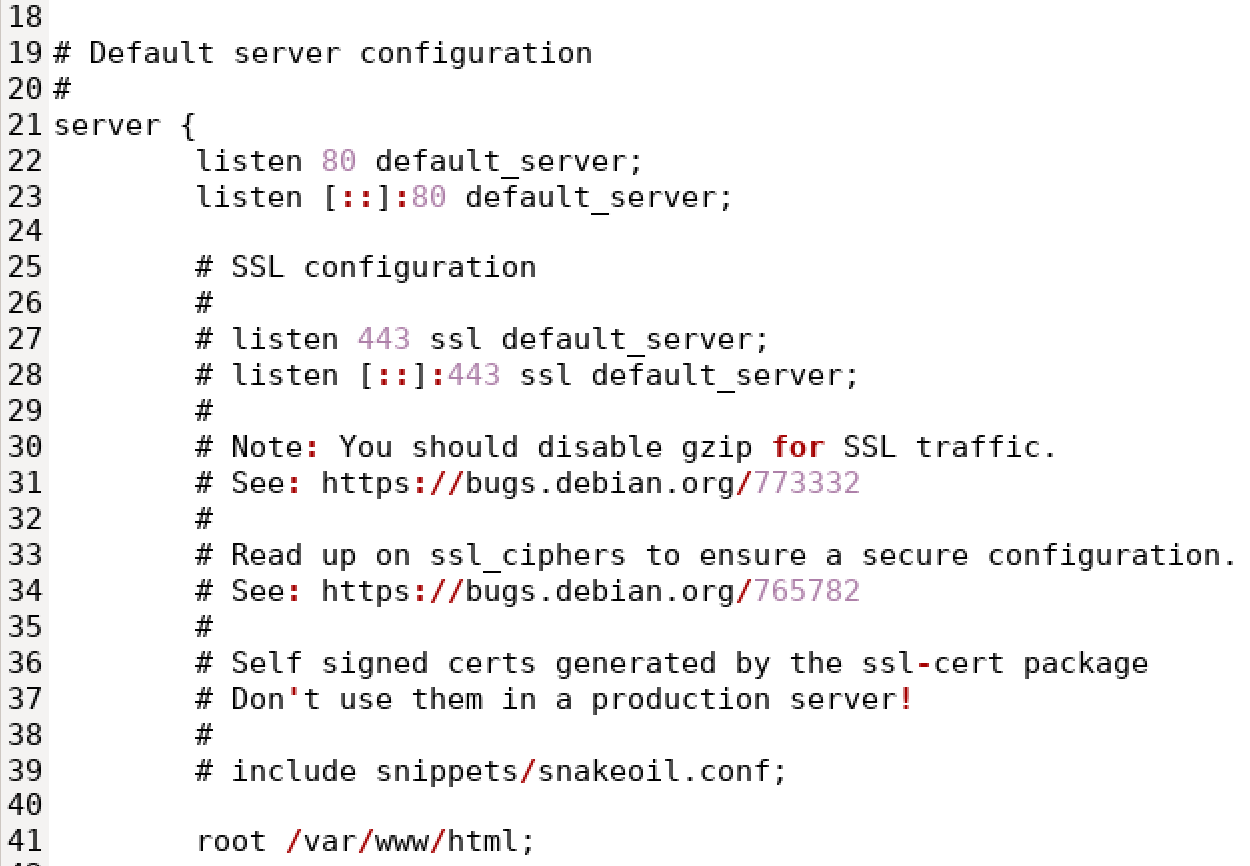 18
19 # Default server configuration
20 #
21 server {
22         listen 80 default_server;
23         listen [::]:80 default_server;
24
25         # SSL configuration
26         #
27         # listen 443 ssl default_server;
28         # listen [::]:443 ssl default_server;
29         #
30         # Note: You should disable gzip for SSL traffic.
31         # See: https://bugs.debian.org/773332
32         #
33         # Read up on ssl_ciphers to ensure a secure configuration.
34         # See: https://bugs.debian.org/765782
35         #
36         # Self signed certs generated by the ssl-cert package
37         # Don't use them in a production server!
38         #
39         # include snippets/snakeoil.conf;
40
41         root /var/www/html;